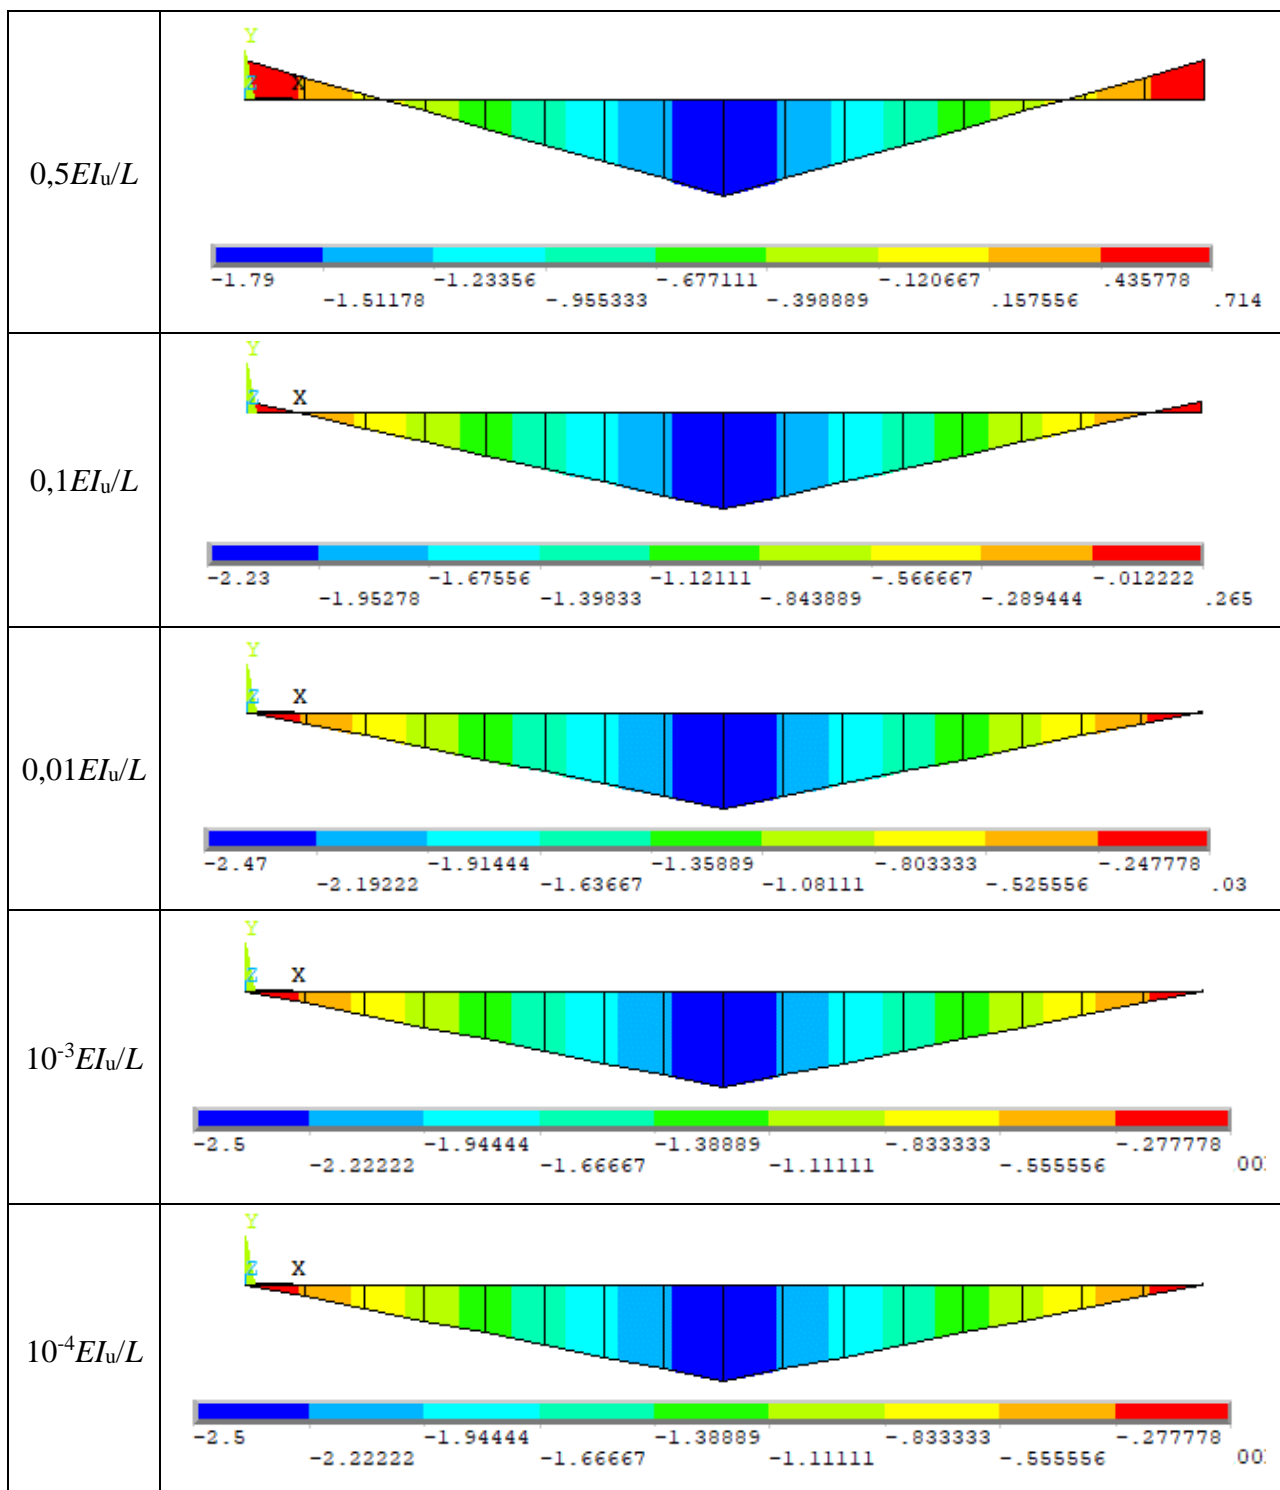 Y
Z X
0,5EIu/L
-1.79 -1.23356 -.677111 -.120667 .435778
-1.51178 -.955333 -.398889 .157556 .714
Y
Z X
0,1EIu/L
-2.23 -1.67556 -1.12111 -.566667 -.012222
-1.95278 -1.39833 -.843889 -.289444 .265
Y
Z X
0,01EIu/L
-2.47 -1.91444 -1.35889 -.803333 -.247778
-2.19222 -1.63667 -1.08111 -.525556 .03
Y
Z X
10-3EIu/L
-2.5 -1.94444 -1.38889 -.833333 -.277778
-2.22222 -1.66667 -1.11111 -.555556
Y
Z X
10-4EIu/L
-2.5 -1.94444 -1.38889 -.833333 -.277778
-2.22222 -1.66667 -1.11111 -.555556